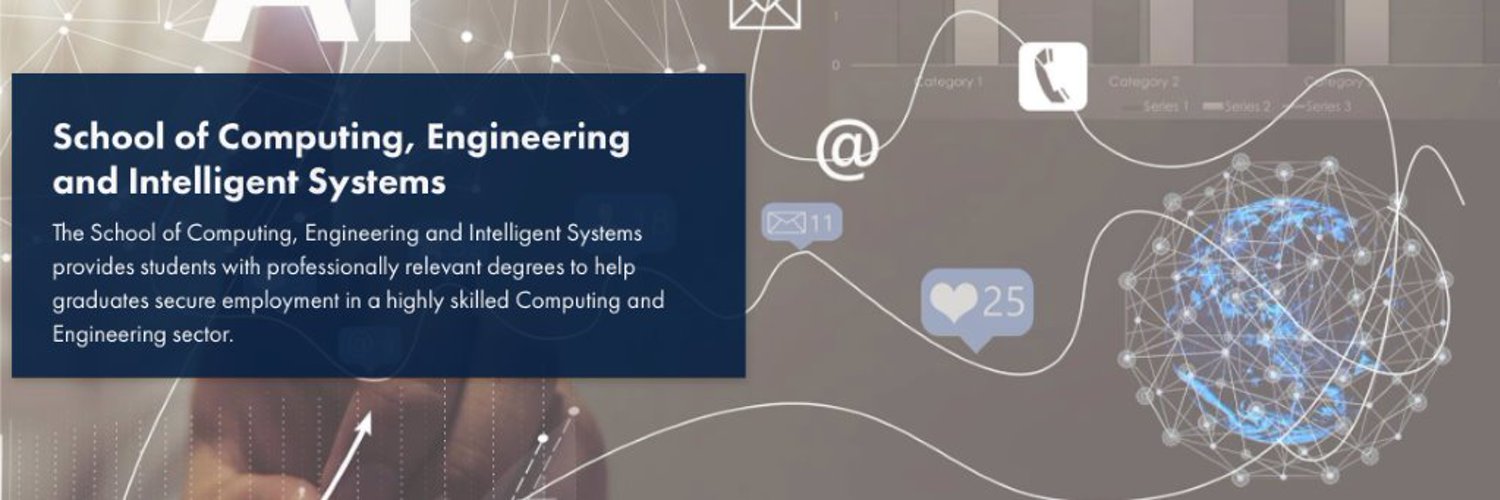 AI
School of Computing, Engineering
and Intelligent Systems
The School of Computing, Engineering and Intelligent Systems
provides students with professionally relevant degrees to help
graduates secure employment in a highly skilled Computing and
Engineering sector.
@
11
25
0
Category 1
Category 2
Category 3
Series 1
Series 2
Series 3